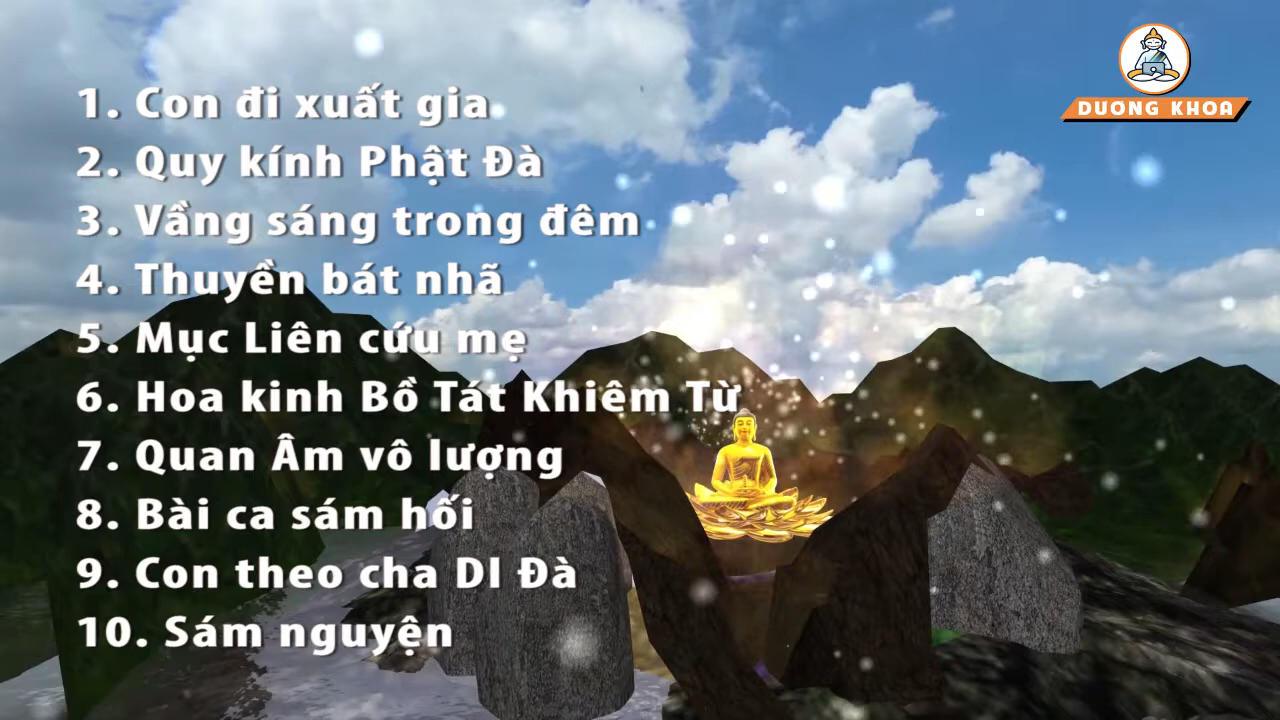 1. Con đi xuất gia
2. Quy kính Phật Đà
3. Vầng sáng trong đêm
4. Thuyền bát nhã
5. Mục Liên cứu mẹ
6. Hoa kinh Bồ Tát Khiêm Từ
7. Quan Âm vô lượng
8. Bài ca sám hối
9. Con theo cha DI Đà
10. Sám nguyện
DUONG KHOA